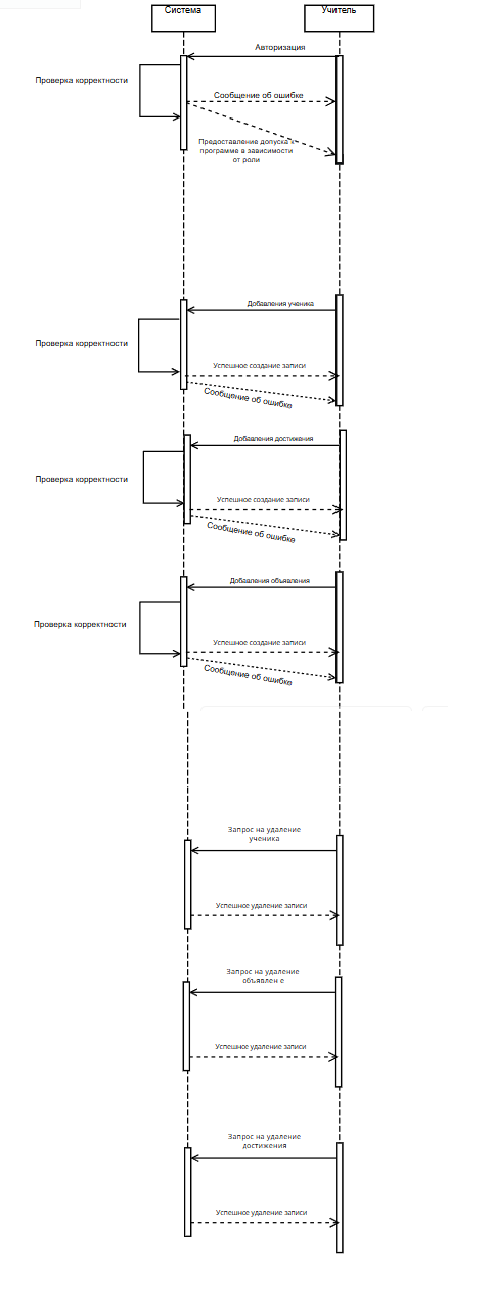 Система
Учитель
Авторизация
Проверка корректности
Сообщение об ошибке
Предоставление допуска к
программе в зависимости
от роли
Добавления ученика
Проверка корректности
Успешное создание записи
Сообщение об ошибке
Добавления достижения
Проверка корректности
Успешное создание записи
Сообщение об ошибке
Добавления объявления
Проверка корректности
Успешное создание записи
Сообщение об ошибке
Запрос на удаление
ученика
Успешное удаление записи
Запрос на удаление
объявлен е
Успешное удаление записи
Запрос на удаление
достижения
Успешное удаление записи